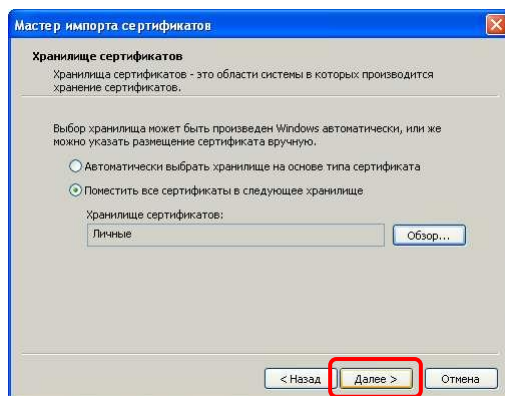 Мастер импорта сертификатов
Хранилище сертификатов
Хранилища сертификатов - это области системы в которых производится
хранение сертификатов.
Выбор хранилища может быть произведен Windows автоматически, или же
можно указать размещение сертификата вручную.
Автоматически выбрать хранилище на основе типа сертификата
Поместить все сертификаты в следующее хранилище
Хранилище сертификатов:
Личные
Обзор...
< Назад
Далее >
Отмена